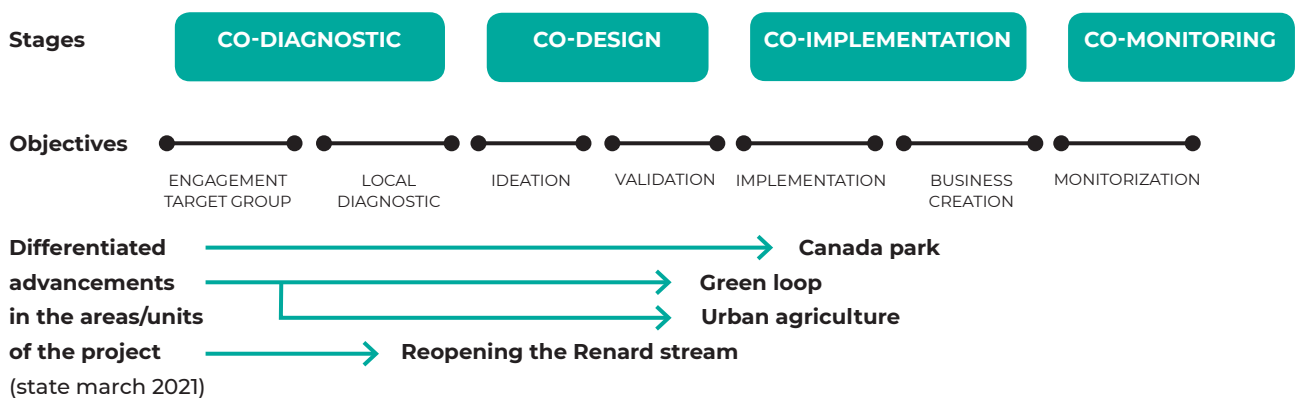 Stages
CO-DIAGNOSTIC
CO-DESIGN
CO-IMPLEMENTATION
CO-MONITORING
Objectives
ENGAGEMENT
TARGET GROUP
LOCAL
DIAGNOSTIC
IDEATION
VALIDATION
IMPLEMENTATION
BUSINESS
CREATION
MONITORIZATION
Differentiated
advancements
in the areas/units
of the project
(state march 2021)
Canada park
Green loop
Urban agriculture
Reopening the Renard stream